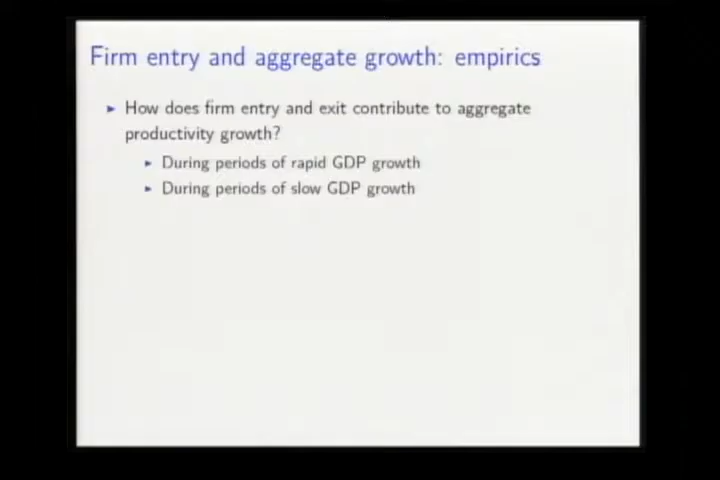 Firm entry and aggregate growth: empirics
► How does firm entry and exit contribute to aggregate
productivity growth?
► During periods of rapid GDP growth
► During periods of slow GDP growth